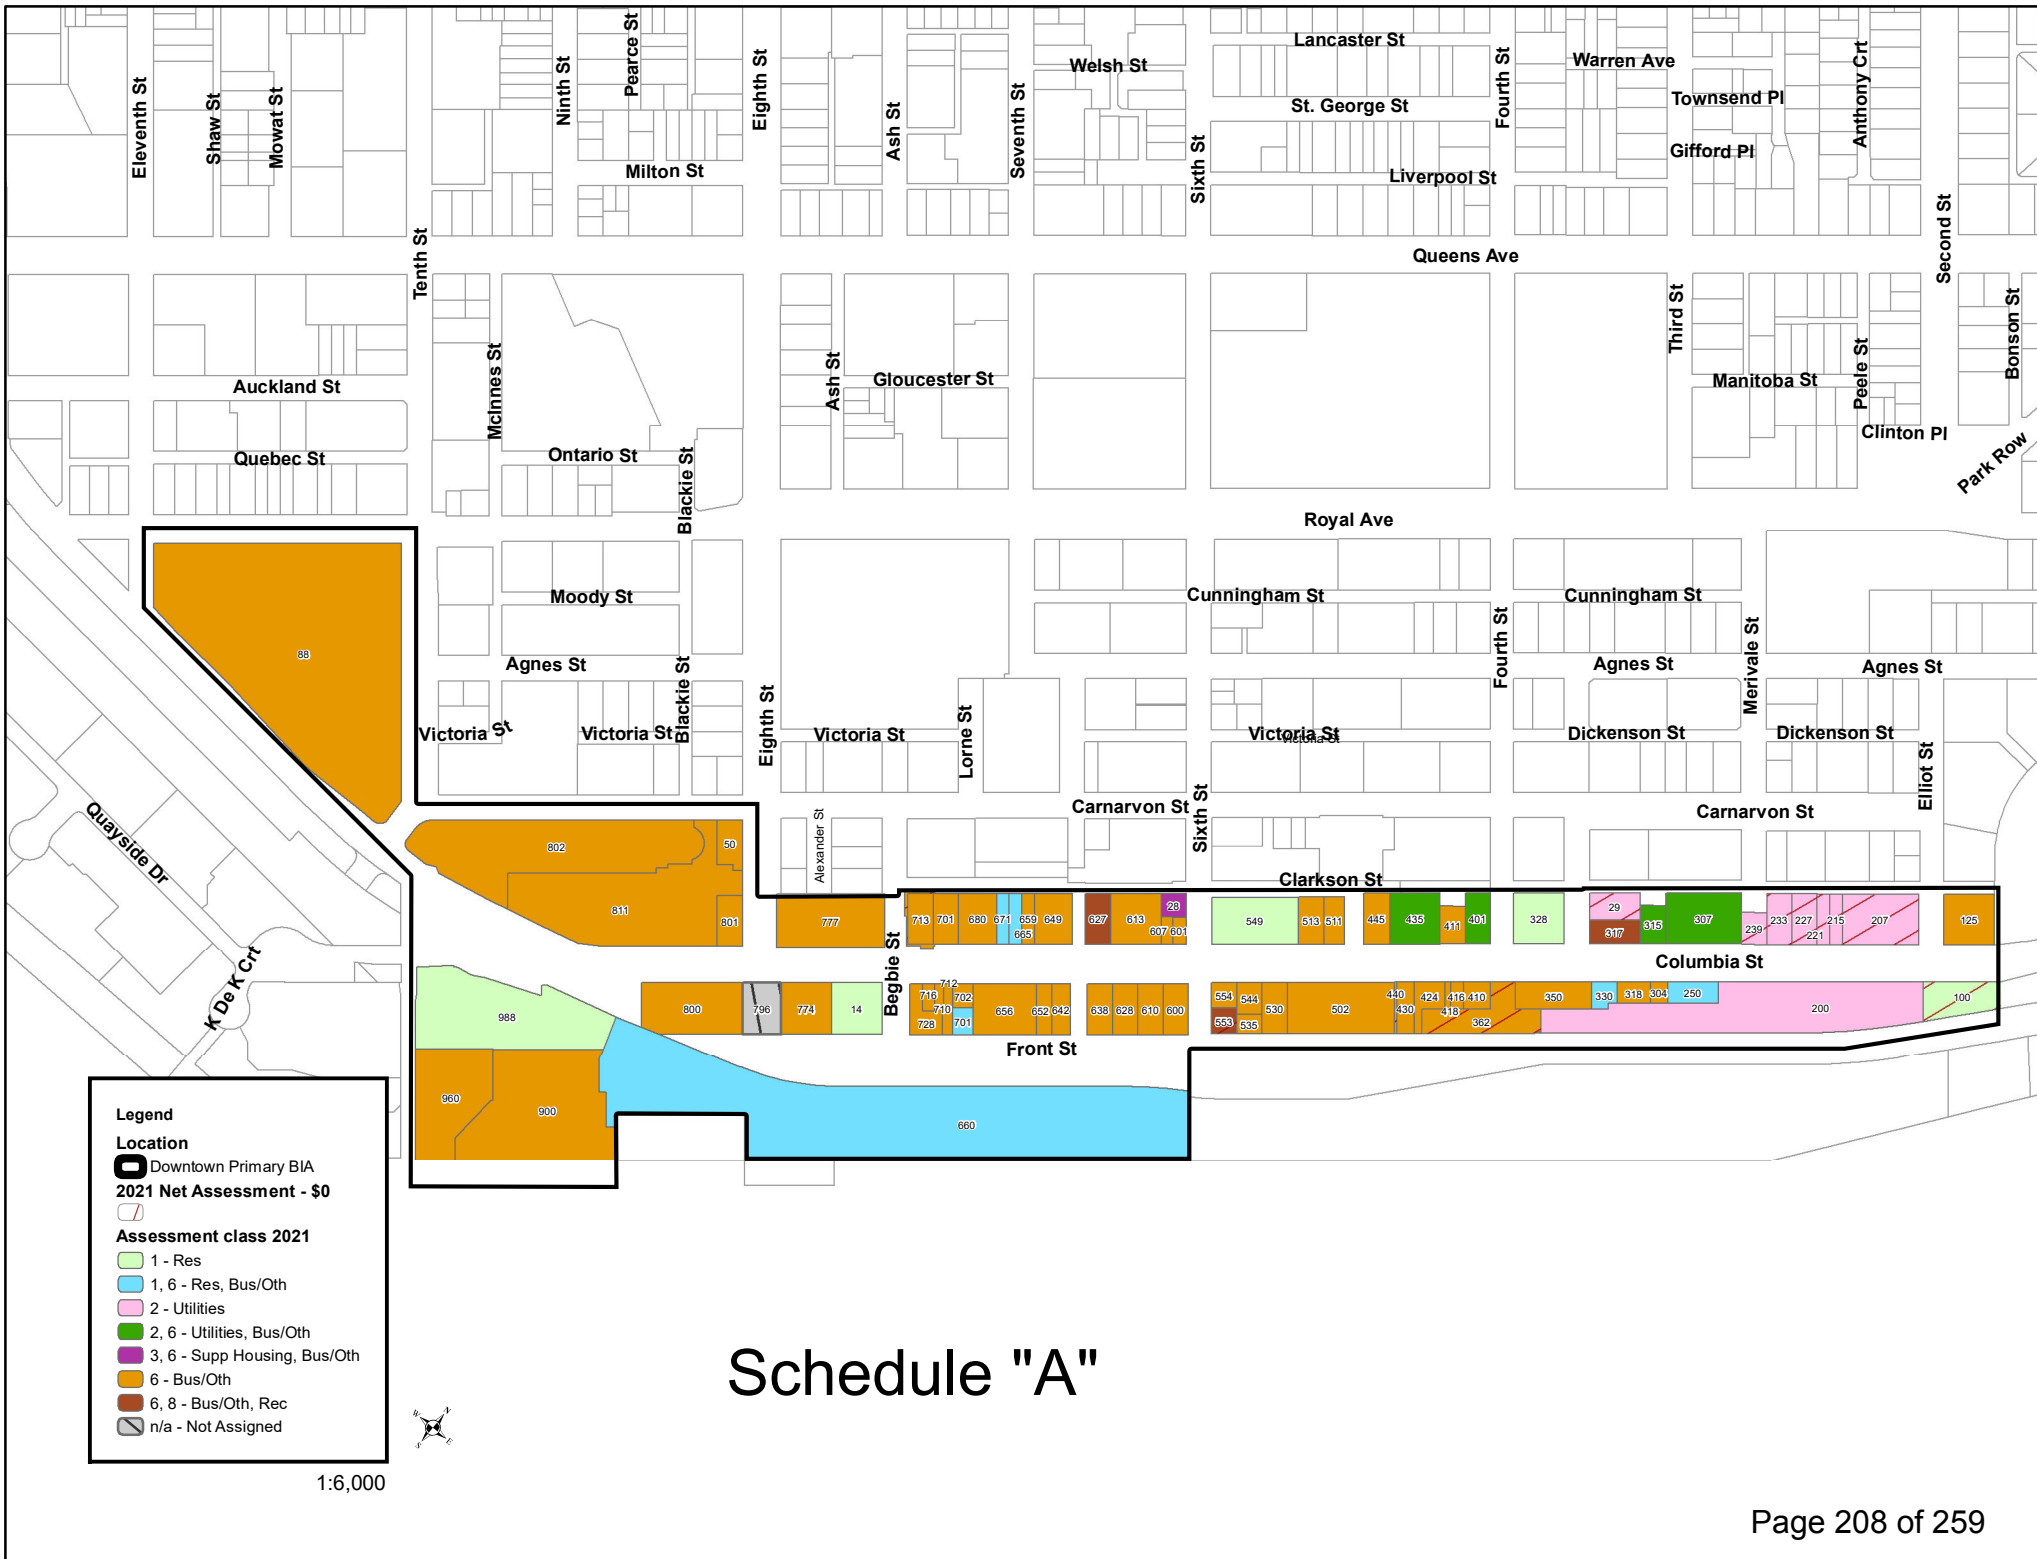 Lancaster St
Welsh St
Warren Ave
St. George St
Townsend Pl
Gifford Pl
Liverpool St
Milton St
Eleventh St
Shaw St
Mowat St
Ninth St
Pearce St
Eighth St
Ash St
Seventh St
Sixth St
Fourth St
Anthony Crt
Second St
Tenth St
Queens Ave
McInnes St
Ash St
Third St
Peele St
Bonson St
Auckland St
Gloucester St
Manitoba St
Quebec St
Ontario St
Blackie St
Clinton Pl
Park Row
Royal Ave
Moody St
Cunningham St
Cunningham St
Fourth St
Merivale St
88
Agnes St
Agnes St
Agnes St
Blackie St
Eighth St
Lorne St
Victoria St
Victoria St
Victoria St
Victoria St
Victoria St
Dickenson St
Dickenson St
Elliot St
Quayside Dr
Carnarvon St
Sixth St
Carnarvon St
Alexander St
Clarkson St
802
50
811
801
777
713
701
680
671
659
665
649
627
613
28
607
601
549
513
511
445
435
411
401
328
29
317
315
307
239
233
227
221
215
207
125
Begbie St
Columbia St
K De K Crt
988
800
796
774
14
716
712
702
710
728
701
656
652
642
638
628
610
600
554
544
553
535
530
502
440
430
424
416
418
410
362
350
330
318
304
250
200
100
Front St
960
900
660
Legend
Location
Downtown Primary BIA
2021 Net Assessment - $0
Assessment class 2021
1 - Res
1, 6 - Res, Bus/Oth
2 - Utilities
2, 6 - Utilities, Bus/Oth
3, 6 - Supp Housing, Bus/Oth
6 - Bus/Oth
6, 8 - Bus/Oth, Rec
n/a - Not Assigned
W
N
S
E
1:6,000
Schedule "A"
Page 208 of 259